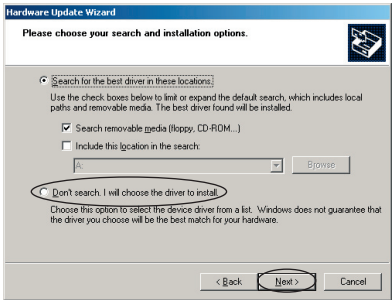 Hardware Update Wizard
Please choose your search and installation options.
Search for the best driver in these locations.
Use the check boxes below to limit or expand the default search, which includes local
paths and removable media. The best driver found will be installed.
Search removable media (floppy, CD-ROM...)
Include this location in the search:
A:
Browse
Don't search. I will choose the driver to install.
Choose this option to select the device driver from a list. Windows does not guarantee that
the driver you choose will be the best match for your hardware.
< Back Next > Cancel